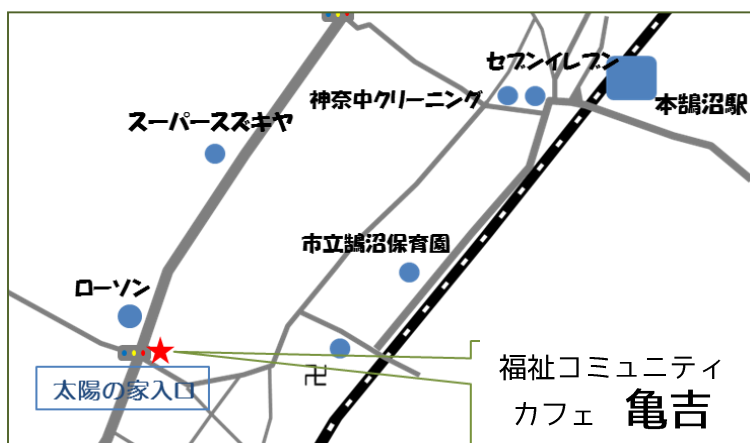 セブンイレブン
神奈中クリーニング
本鵠沼駅
スーパースズキヤ
市立鵠沼保育園
ローソン
卍
太陽の家入口
福祉コミュニティ
カフェ 亀吉